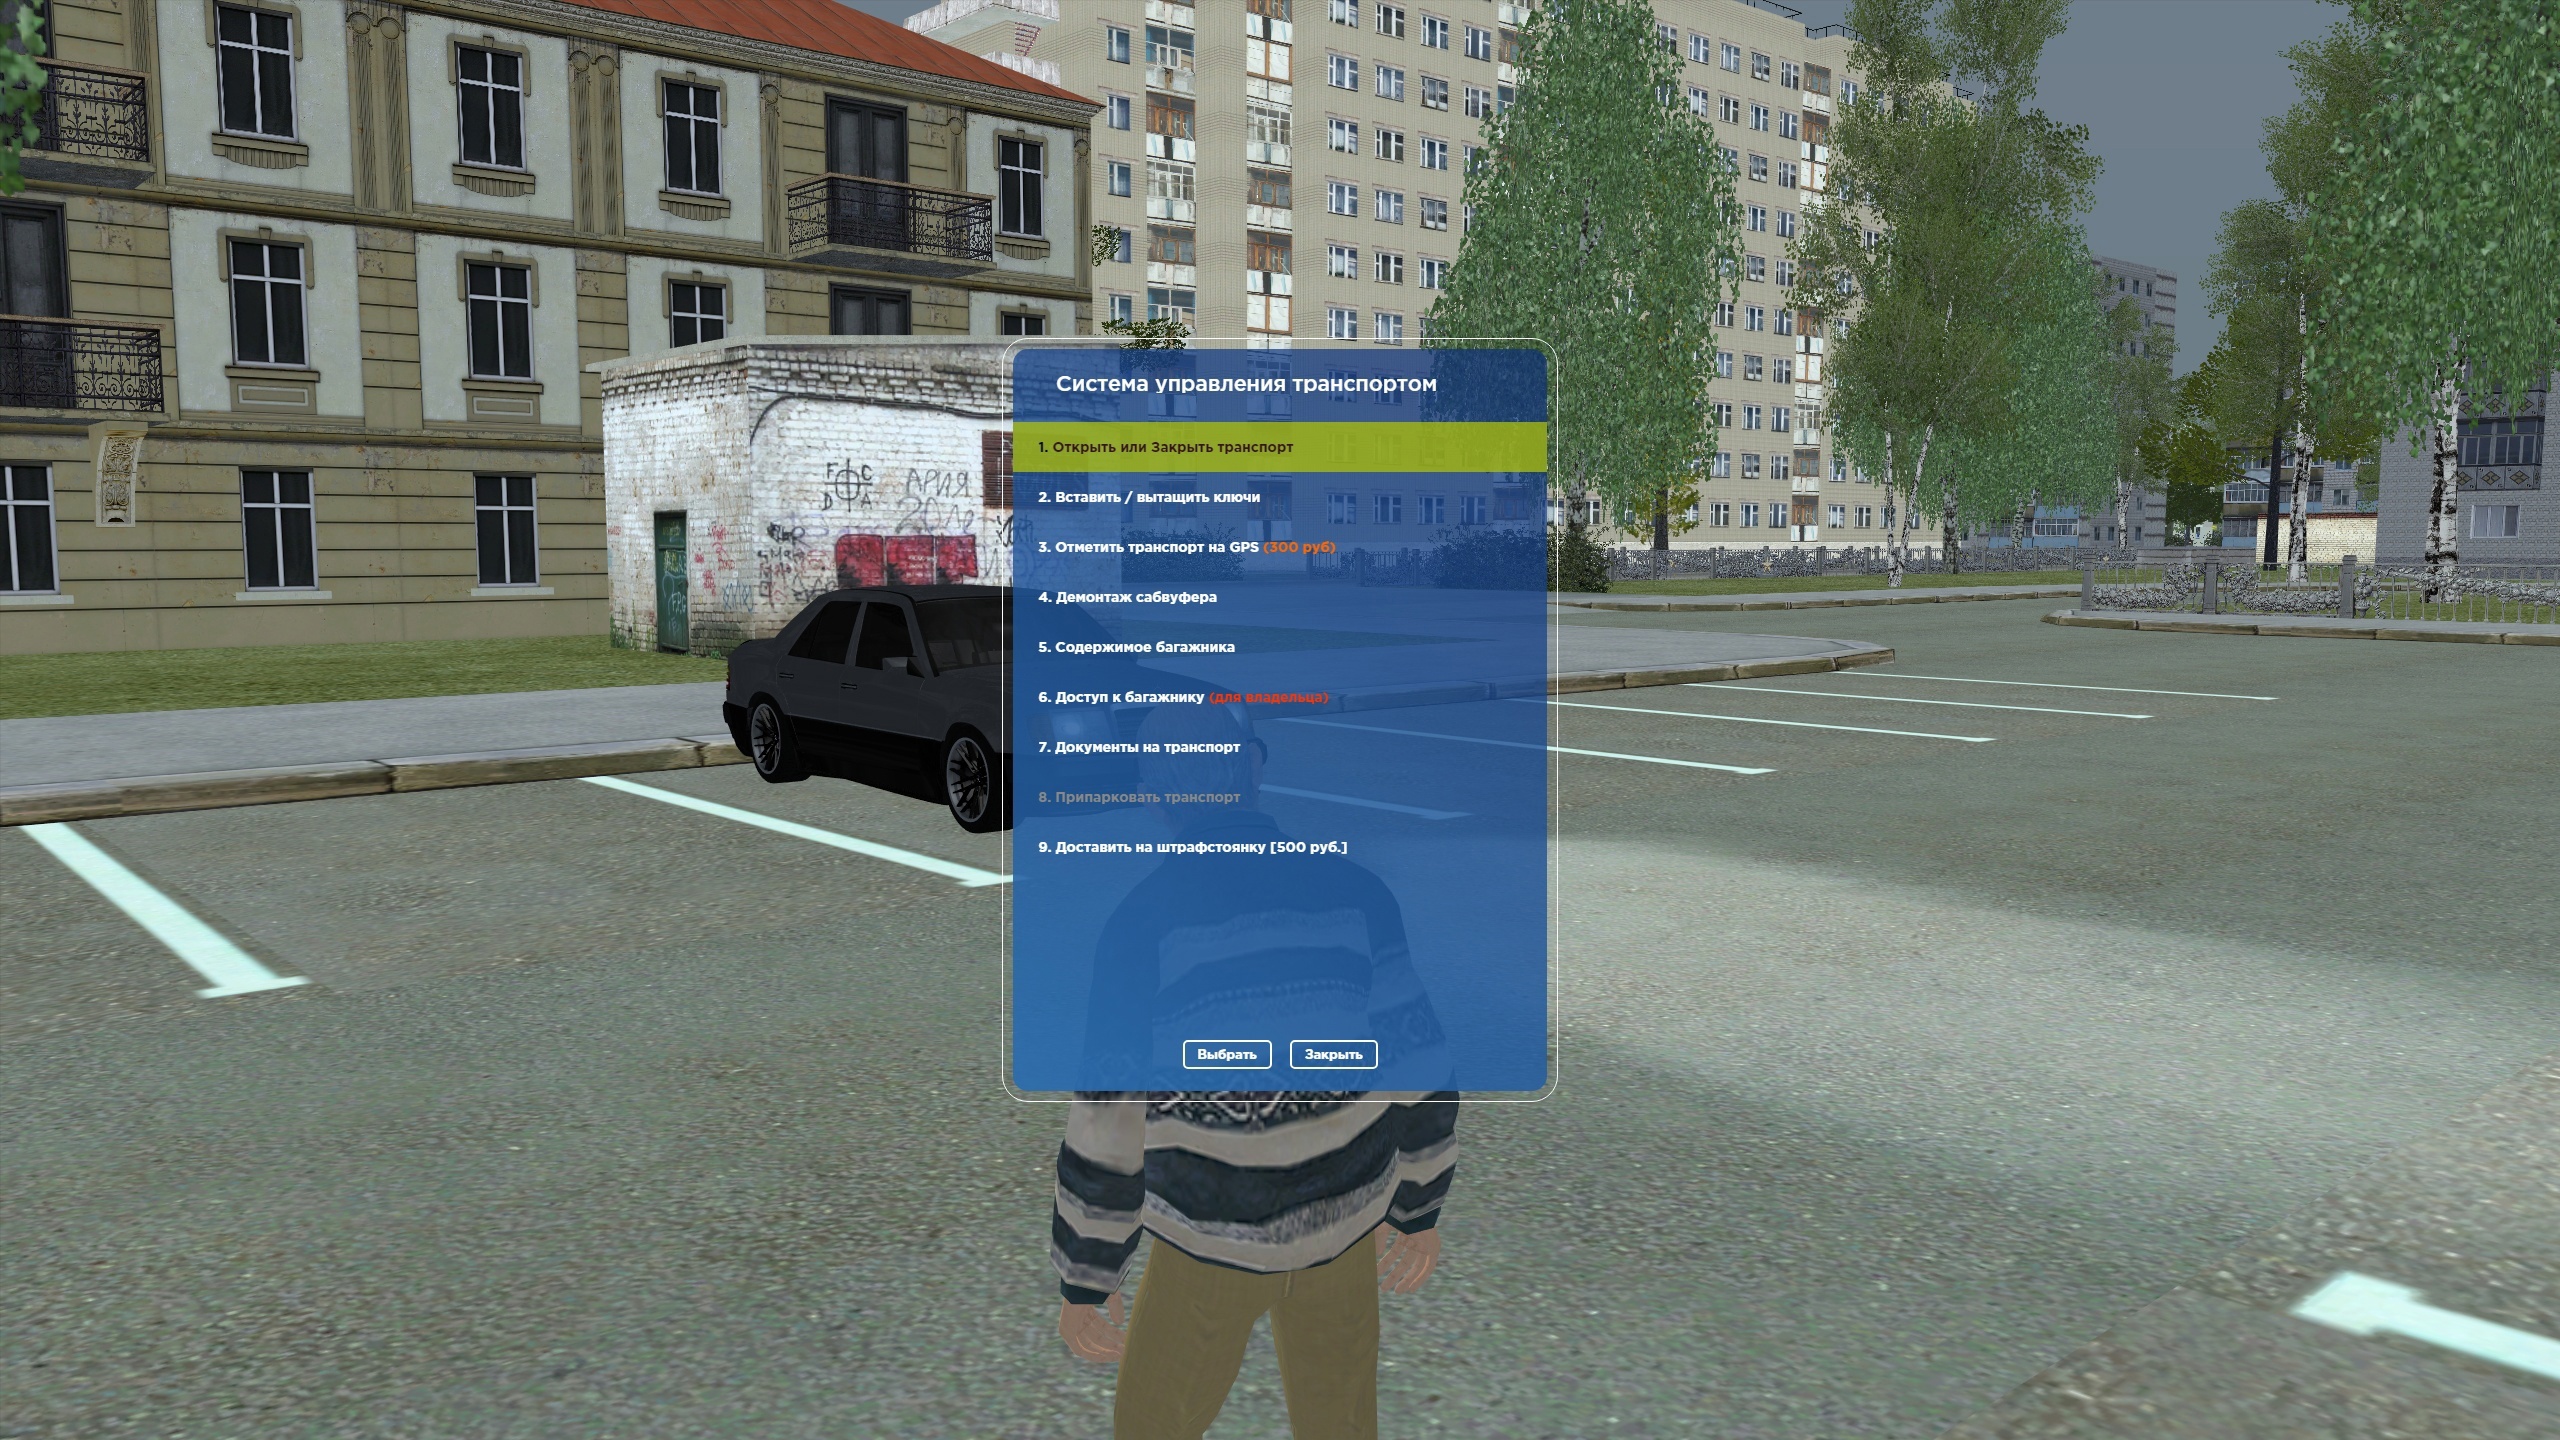 Система управления транспортом
1. Открыть или Закрыть транспорт
2. Вставить / вытащить ключи
3. Отметить транспорт на GPS (300 руб)
4. Демонтаж сабвуфера
5. Содержимое багажника
6. Доступ к багажнику (для владельца)
7. Документы на транспорт
8. Припарковать транспорт
9. Доставить на штрафстоянку [500 руб.]
Выбрать Закрыть
F C
D A
АРИЯ